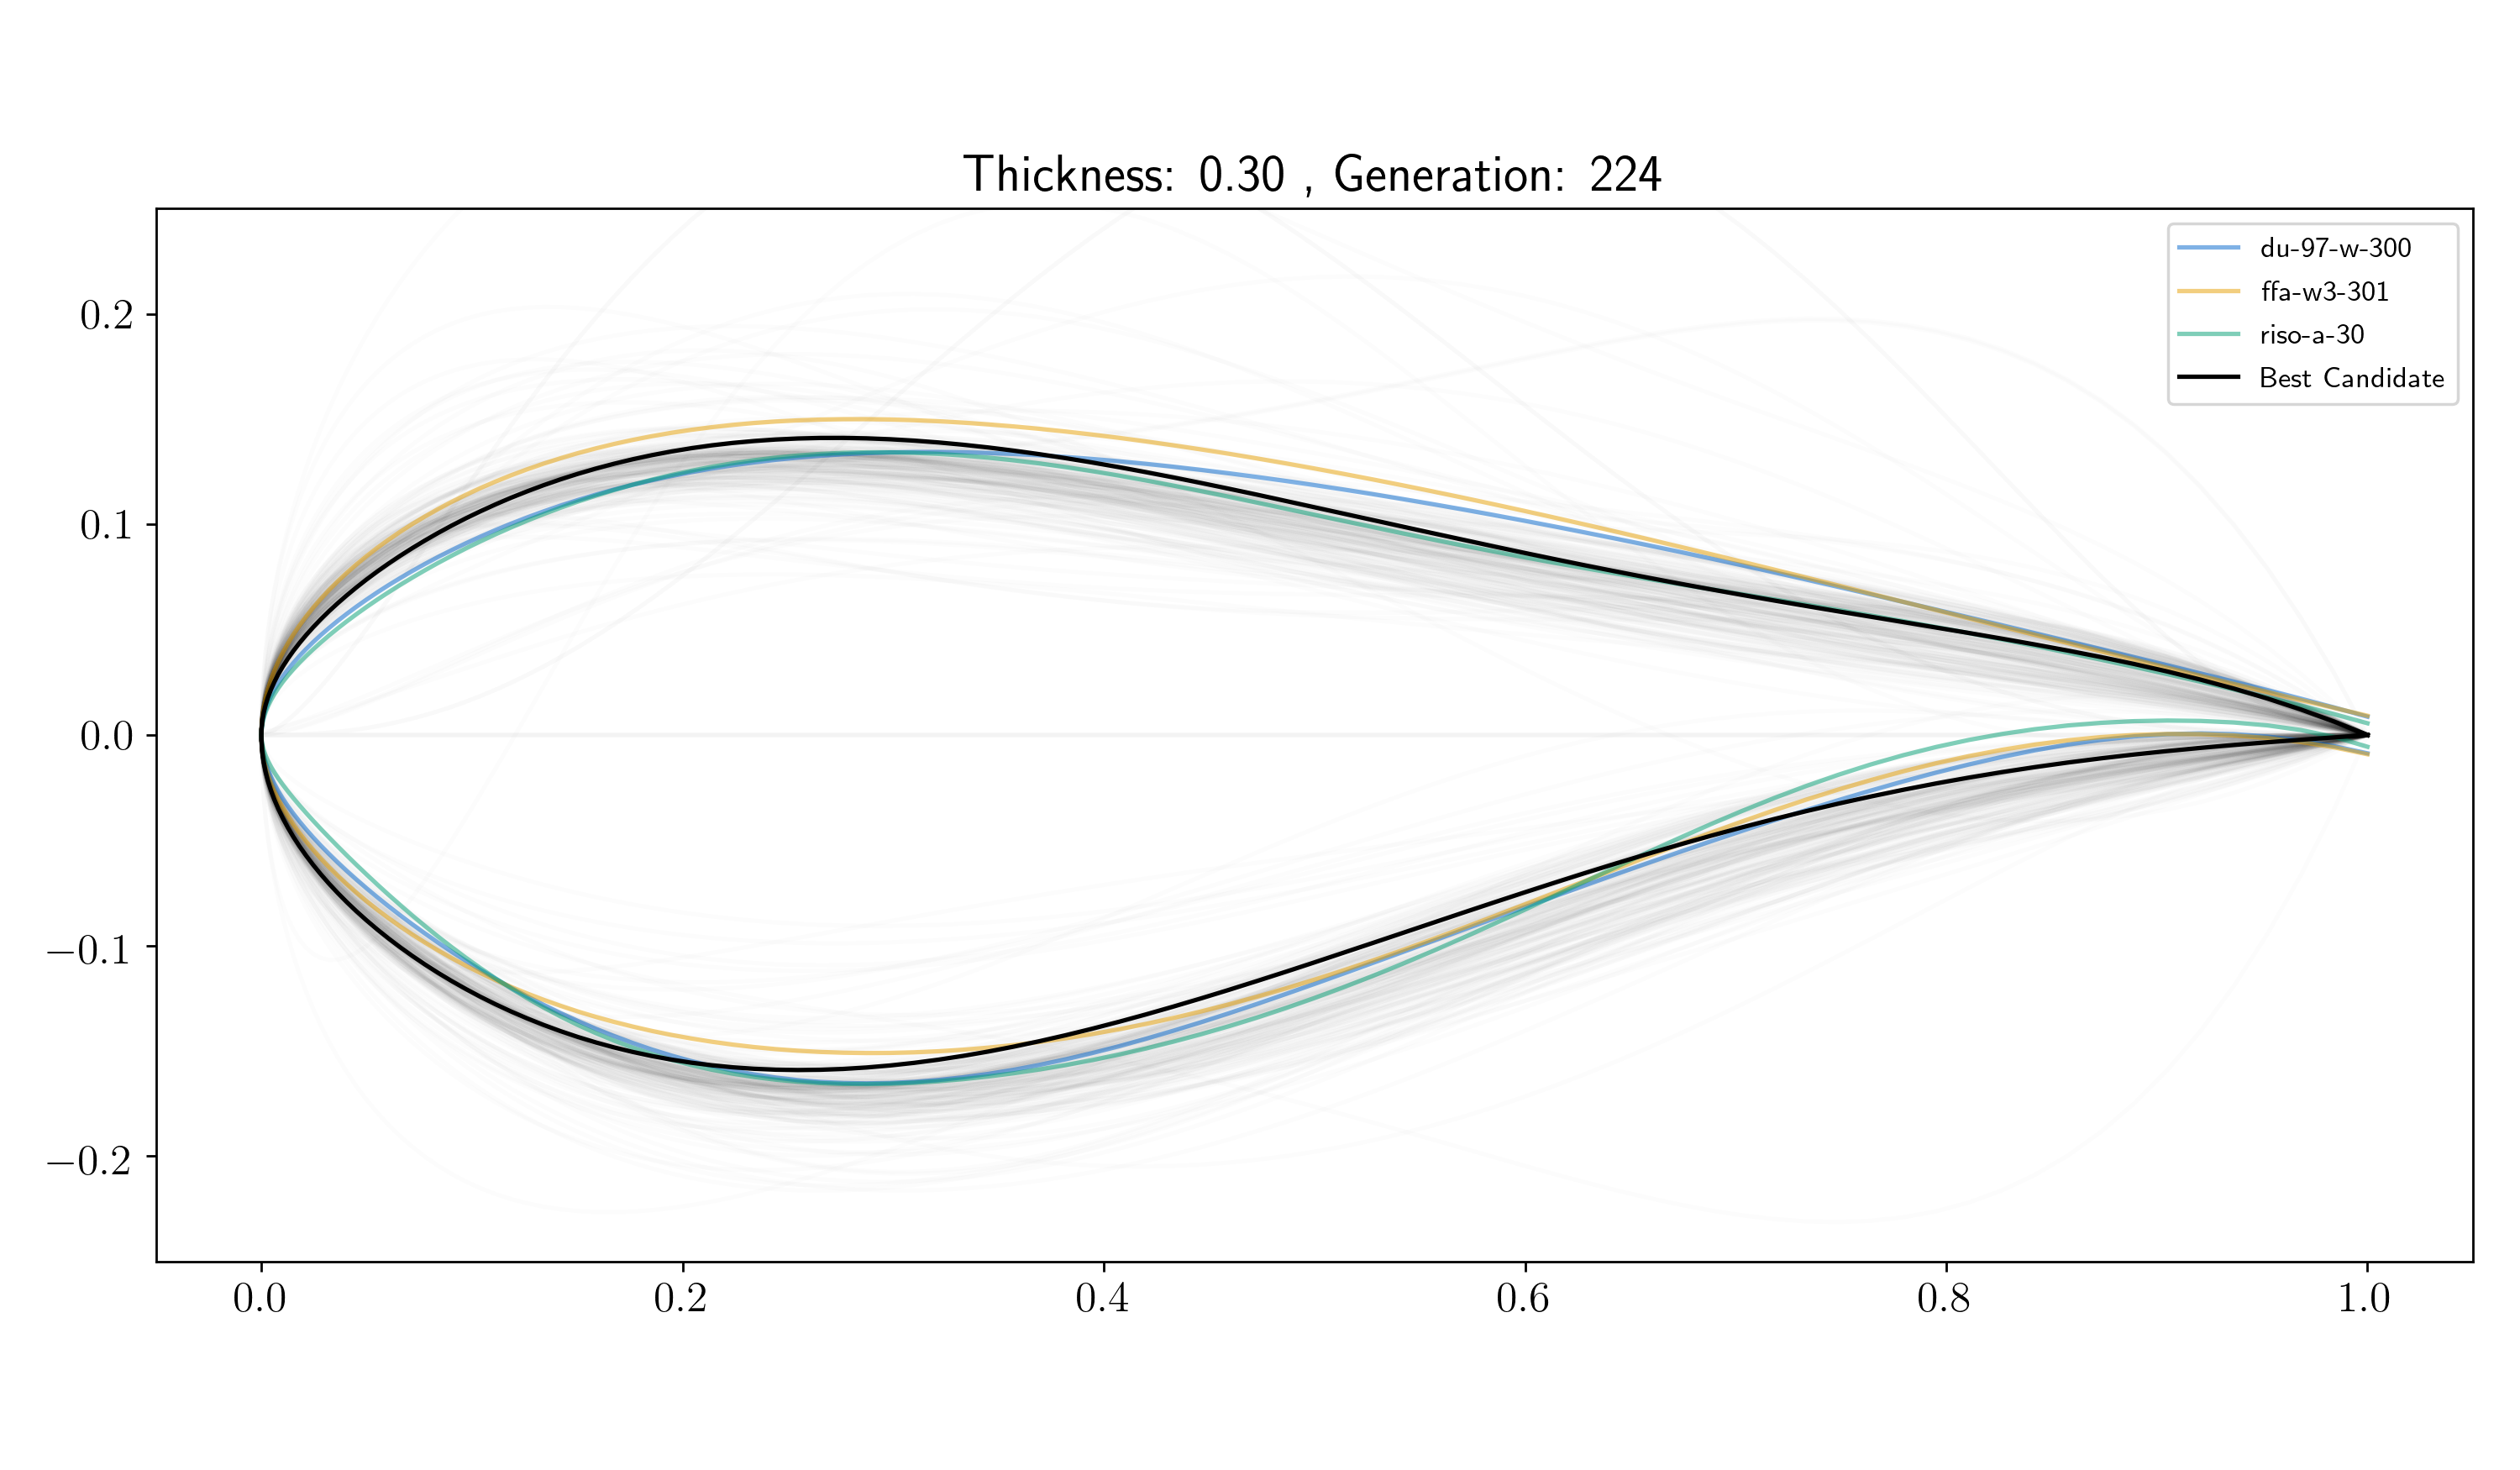 Thickness: 0.30 , Generation: 224
du-97-w-300
ffa-w3-301
riso-a-30
Best Candidate
0.2
0.1
0.0
−0.1
−0.2
0.0 0.2 0.4 0.6 0.8 1.0